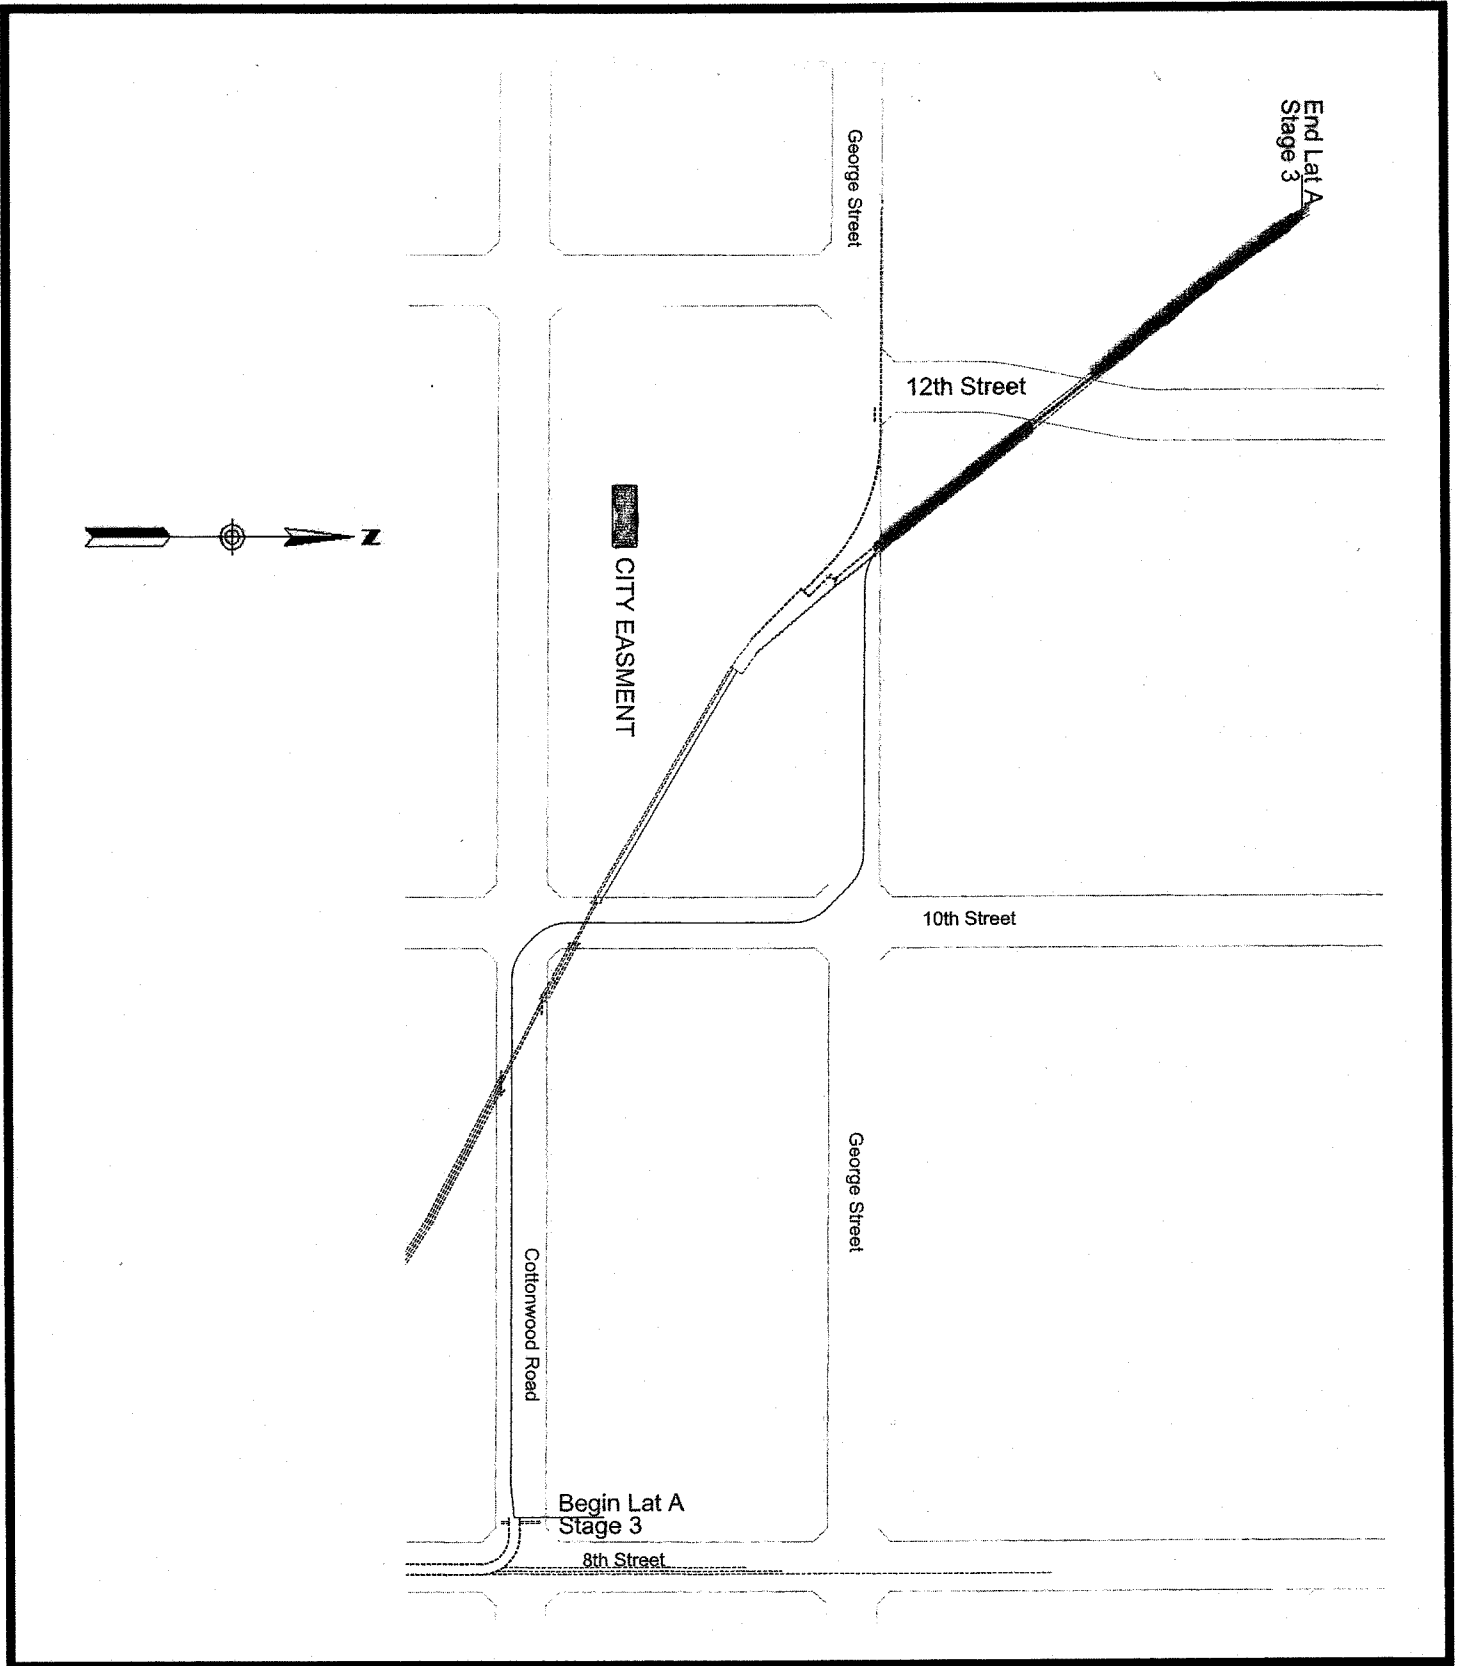 End Lat A
Stage 3
George Street
12th Street
N
CITY EASMENT
10th Street
George Street
Cottonwood Road
Begin Lat A
Stage 3
8th Street